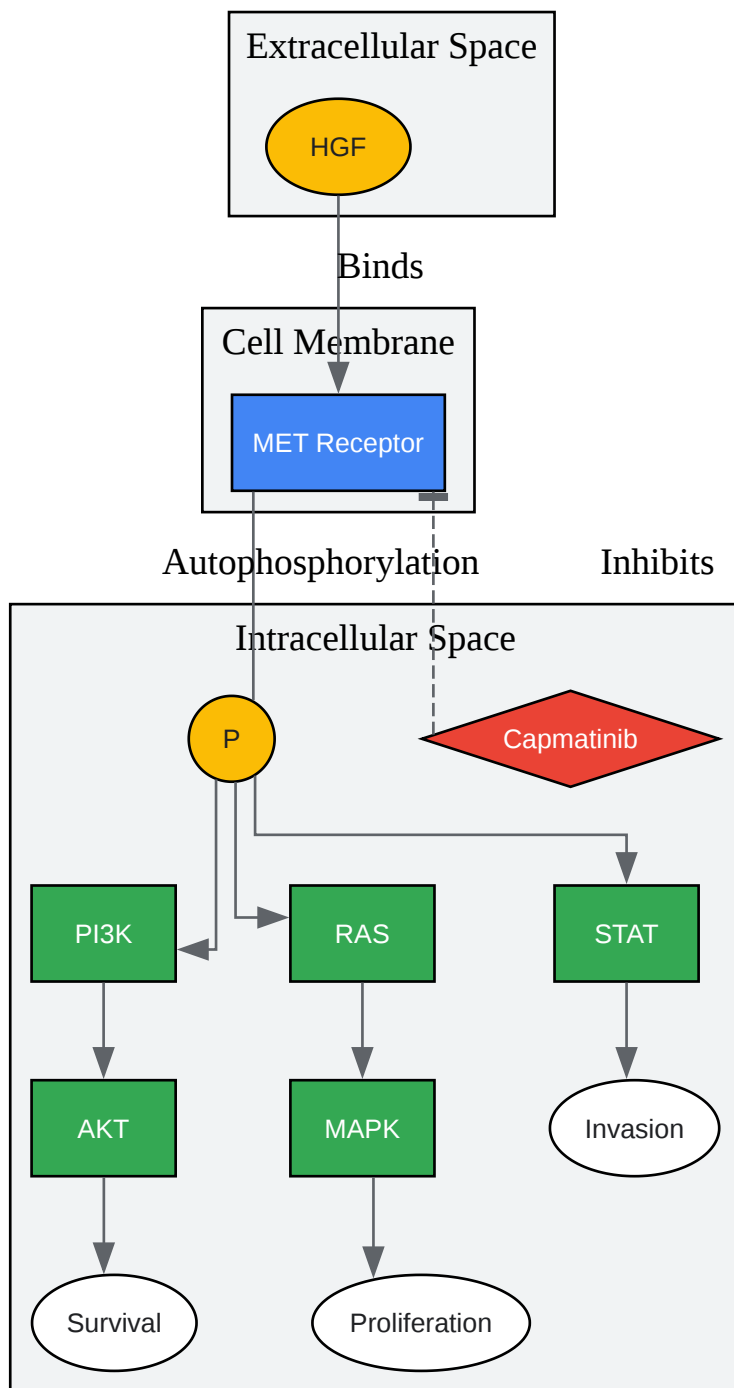 Extracellular Space
HGF
Binds
Cell Membrane
MET Receptor
Autophosphorylation
Inhibits
Intracellular Space
P
Capmatinib
PI3K
RAS
STAT
AKT
MAPK
Invasion
Survival
Proliferation